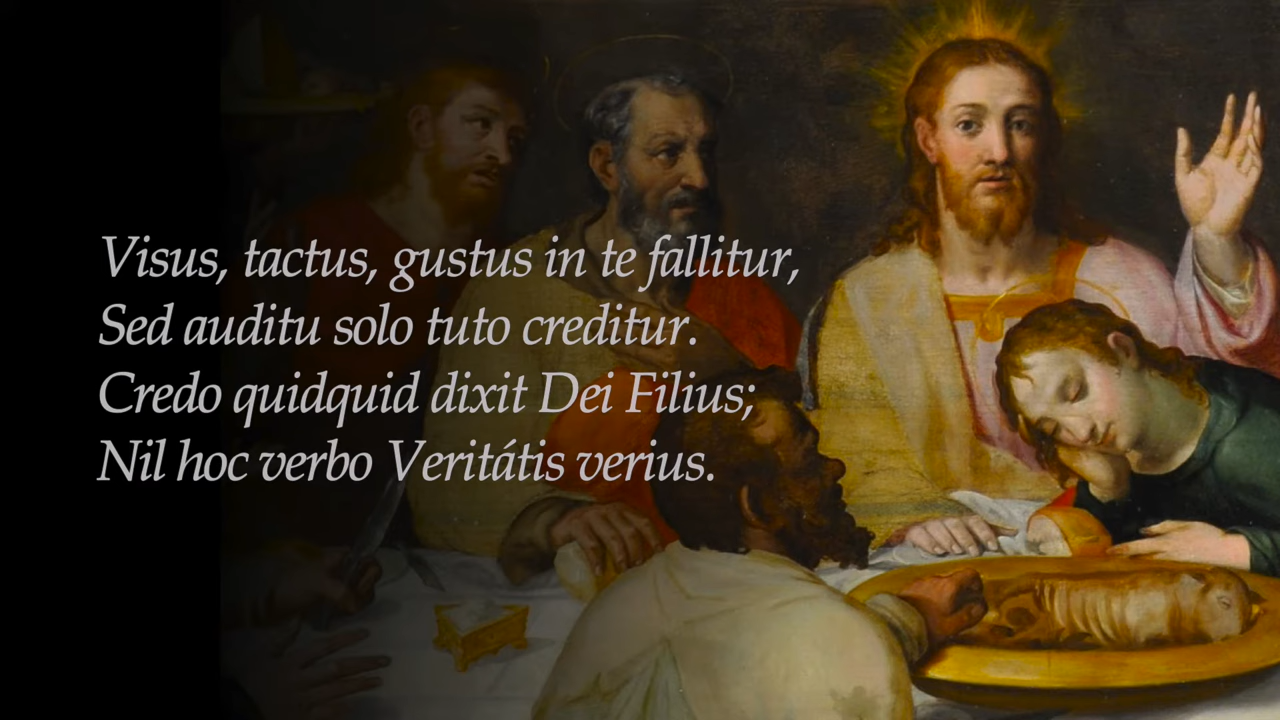 Visus, tactus, gustus in te fallitur,
Sed auditu solo tuto creditur.
Credo quidquid dixit Dei Filius;
Nil hoc verbo Veritátis verius.